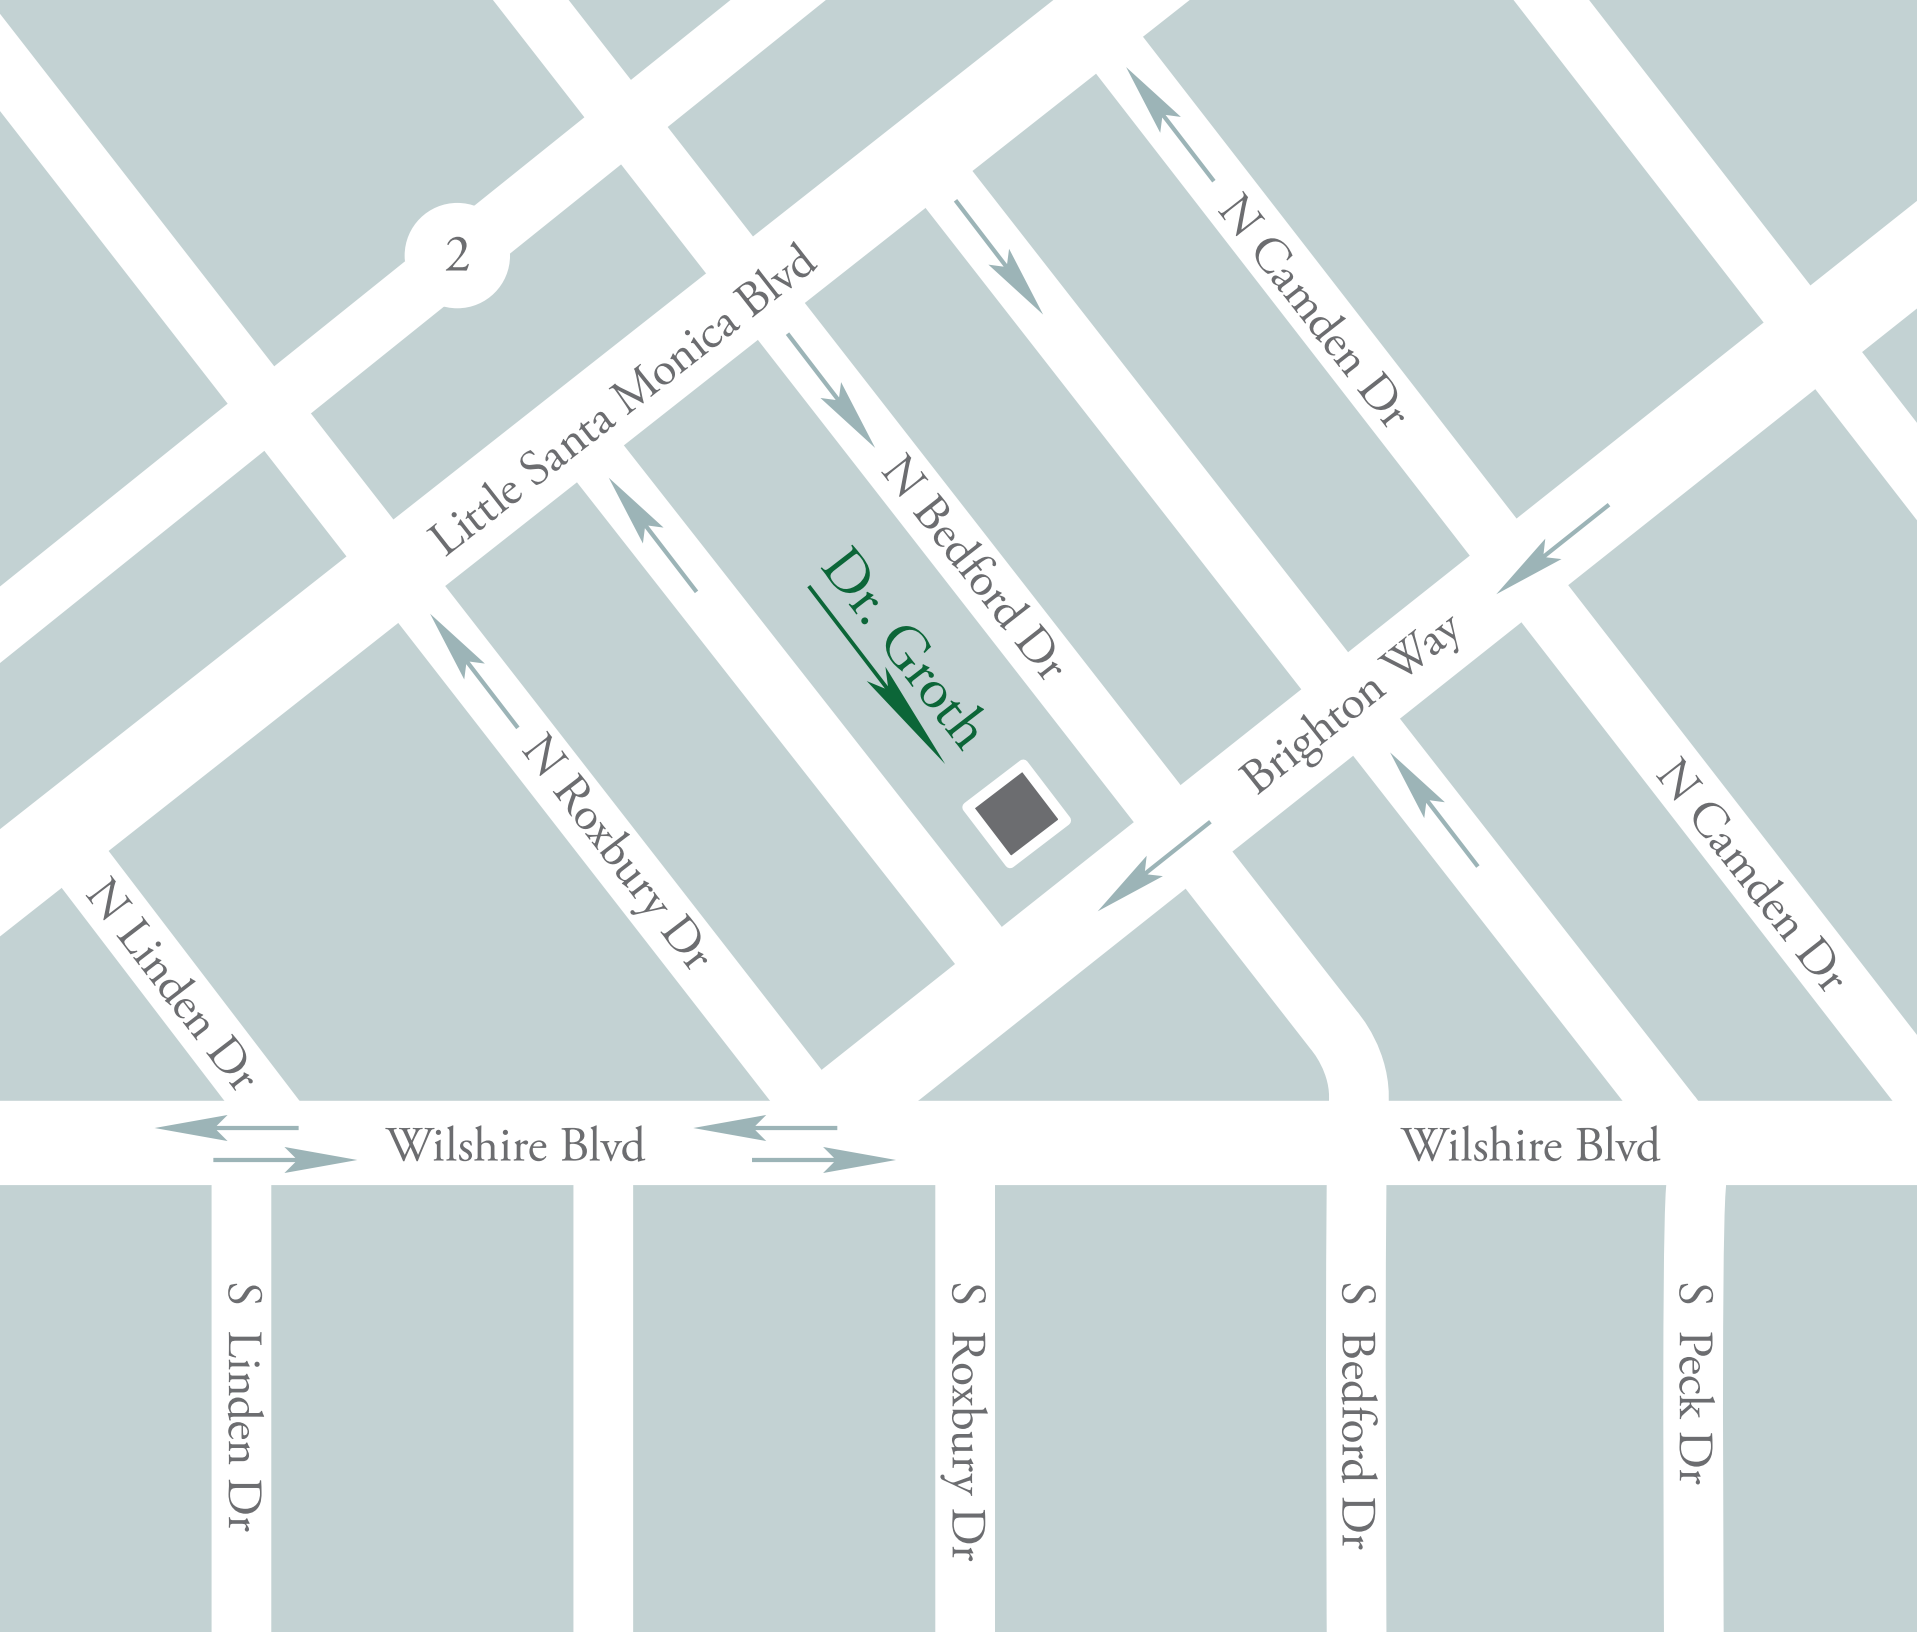 2
Little Santa Monica Blvd
N Camden Dr
N Bedford Dr
Dr. Groth
Brighton Way
N Roxbury Dr
N Camden Dr
N Linden Dr
Wilshire Blvd
Wilshire Blvd
S Linden Dr
S Roxbury Dr
S Bedford Dr
S Peck Dr